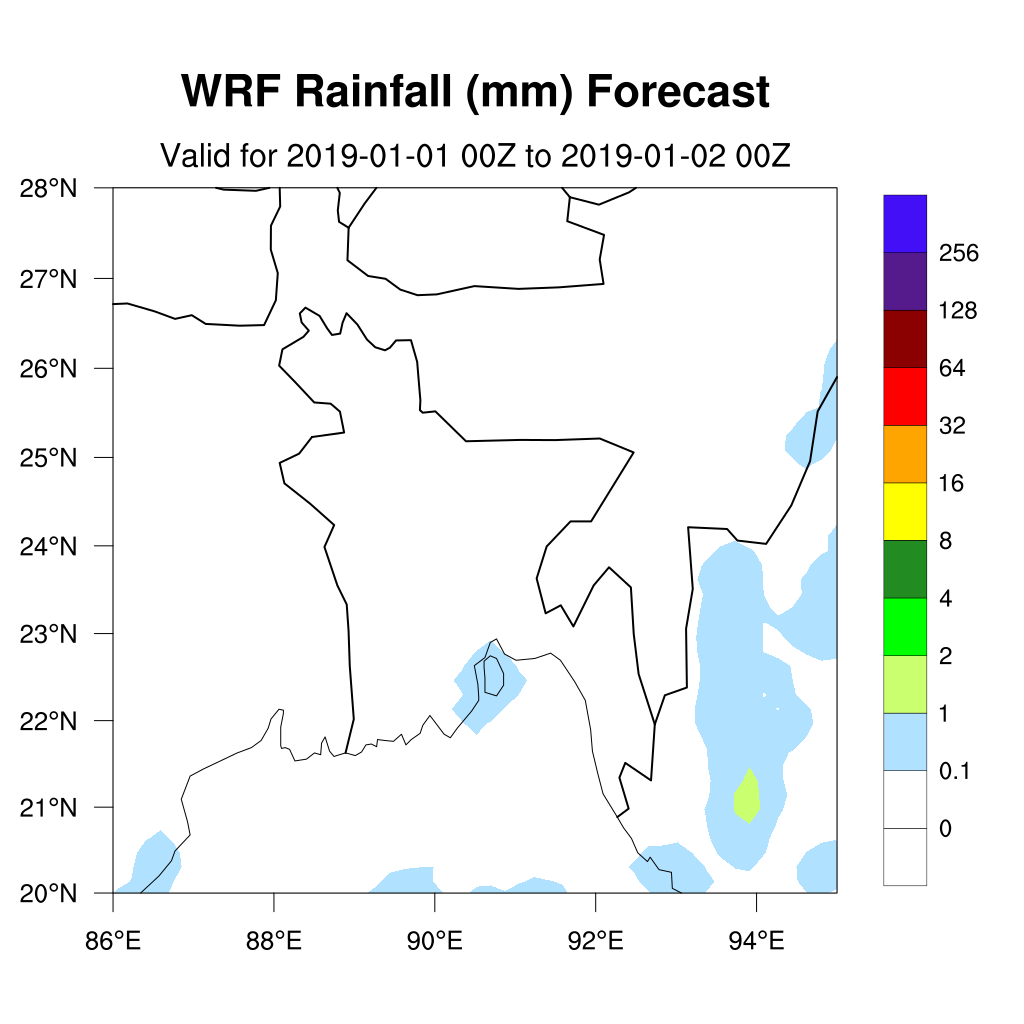 WRF Rainfall (mm) Forecast
Valid for 2019-01-01 00Z to 2019-01-02 00Z
28°N
27°N
26°N
25°N
24°N
23°N
22°N
21°N
20°N
86°E 88°E 90°E 92°E 94°E
256
128
64
32
16
8
4
2
1
0.1
0